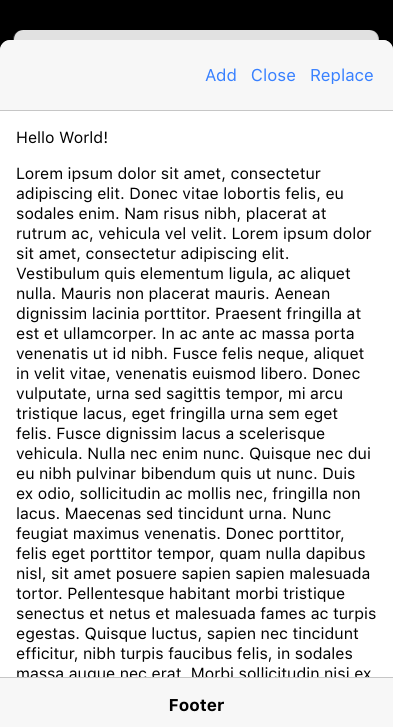 Add Close Replace
Hello World!
Lorem ipsum dolor sit amet, consectetur
adipiscing elit. Donec vitae lobortis felis, eu
sodales enim. Nam risus nibh, placerat at
rutrum ac, vehicula vel velit. Lorem ipsum dolor
sit amet, consectetur adipiscing elit.
Vestibulum quis elementum ligula, ac aliquet
nulla. Mauris non placerat mauris. Aenean
dignissim lacinia porttitor. Praesent fringilla at
est et ullamcorper. In ac ante ac massa porta
venenatis ut id nibh. Fusce felis neque, aliquet
in velit vitae, venenatis euismod libero. Donec
vulputate, urna sed sagittis tempor, mi arcu
tristique lacus, eget fringilla urna sem eget
felis. Fusce dignissim lacus a scelerisque
vehicula. Nulla nec enim nunc. Quisque nec dui
eu nibh pulvinar bibendum quis ut nunc. Duis
ex odio, sollicitudin ac mollis nec, fringilla non
lacus. Maecenas sed tincidunt urna. Nunc
feugiat maximus venenatis. Donec porttitor,
felis eget porttitor tempor, quam nulla dapibus
nisl, sit amet posuere sapien sapien malesuada
tortor. Pellentesque habitant morbi tristique
senectus et netus et malesuada fames ac turpis
egestas. Quisque luctus, sapien nec tincidunt
efficitur, nibh turpis faucibus felis, in sodales
massa augue nec erat. Morbi sollicitudin nisi ex
Footer